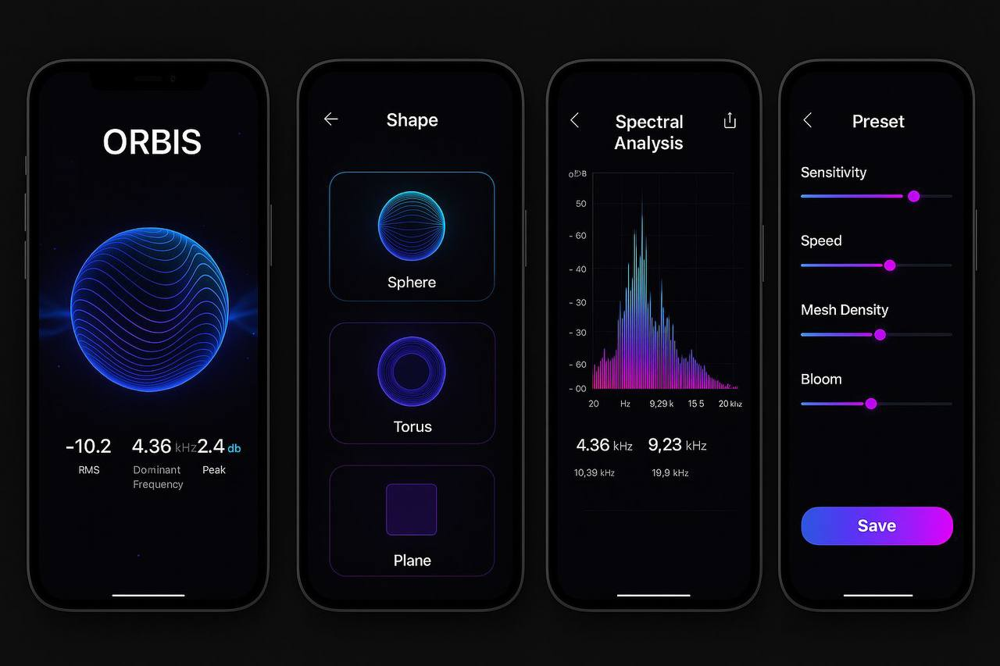 ORBIS
-10.2 4.36 kHz 2.4 db
RMS Dominant Peak
Frequency
Shape
Sphere
Torus
Plane
Spectral
Analysis
50
- 60
- 40
- 30
- 30
- 60
- 00
20 Hz 9,29 k 15 5 20 khz
4.36 kHz 9,23 kHz
10,39 kHz 19,9 kHz
Preset
Sensitivity
Speed
Mesh Density
Bloom
Save